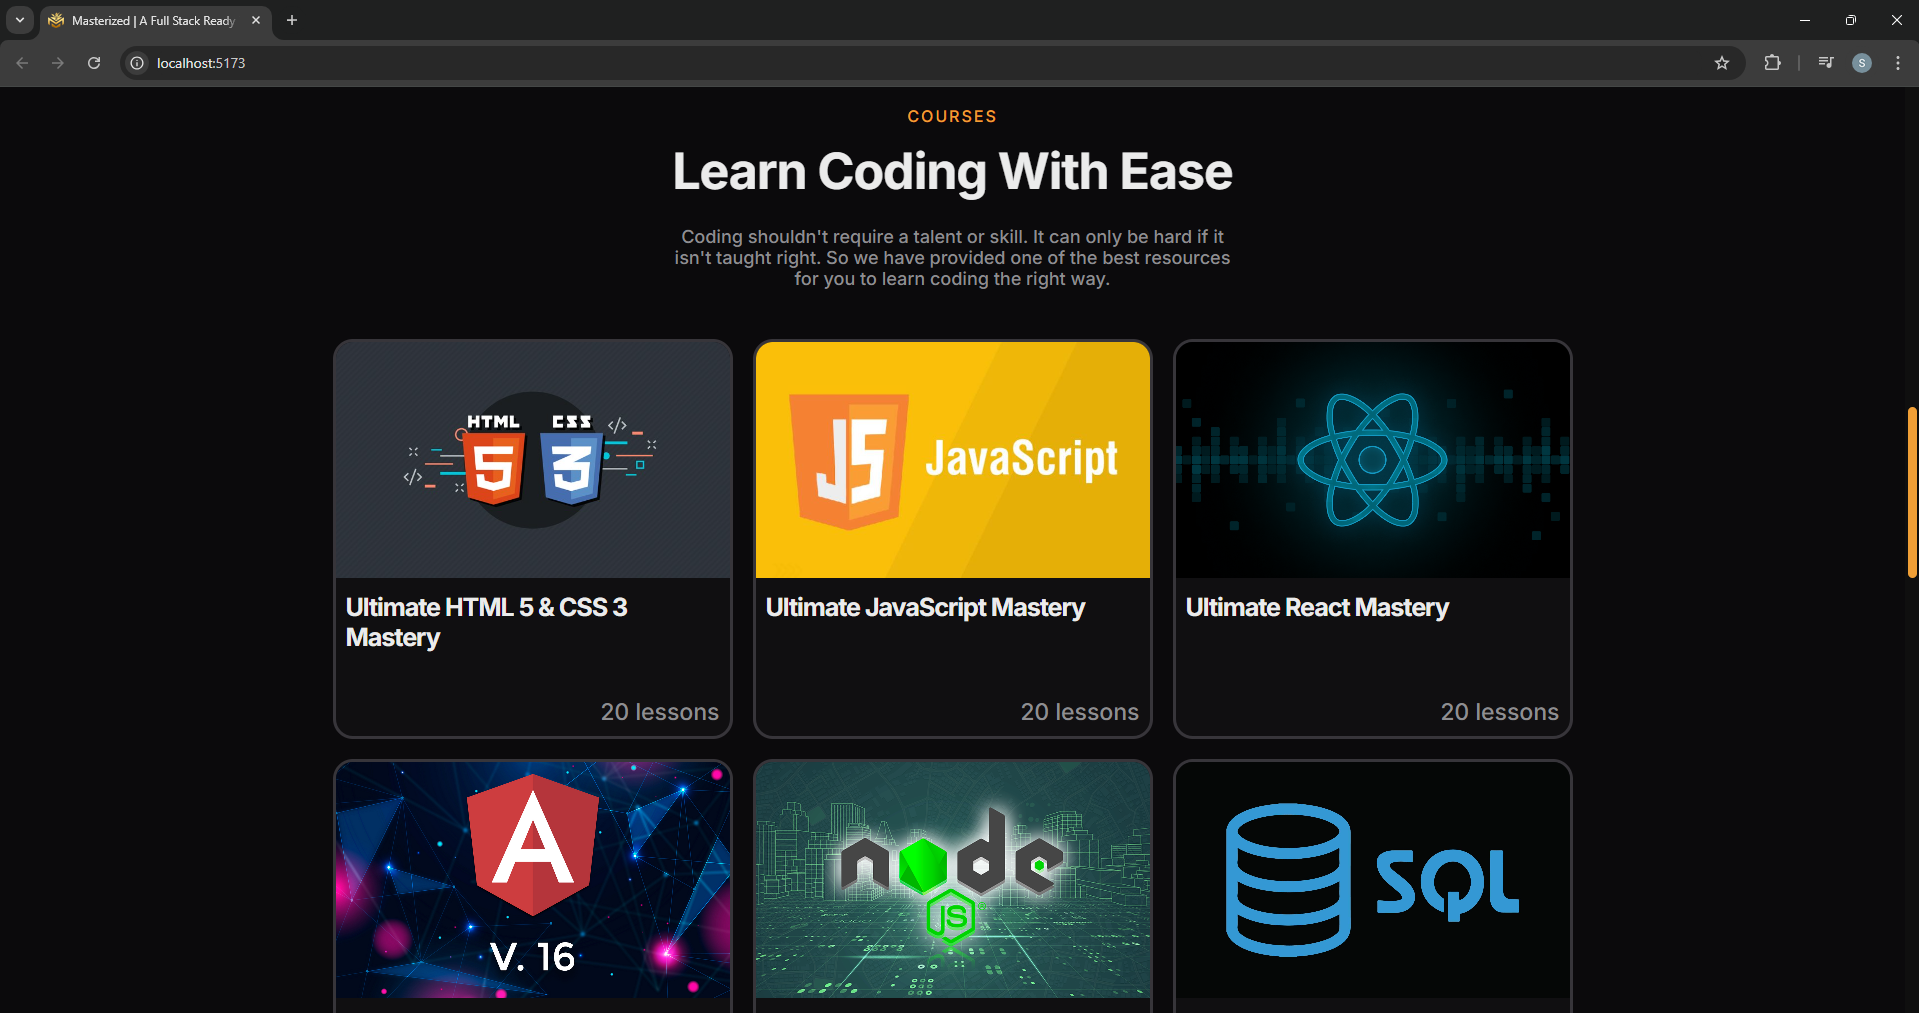 Masterized | A Full Stack Ready
localhost:5173
S
COURSES
Learn Coding With Ease
Coding shouldn't require a talent or skill. It can only be hard if it
isn't taught right. So we have provided one of the best resources
for you to learn coding the right way.
HTML CSS </>
5 3
</>
JS JavaScript
Ultimate HTML 5 & CSS 3
Mastery
20 lessons
Ultimate JavaScript Mastery
20 lessons
Ultimate React Mastery
20 lessons
A
V. 16
node
JS
SQL